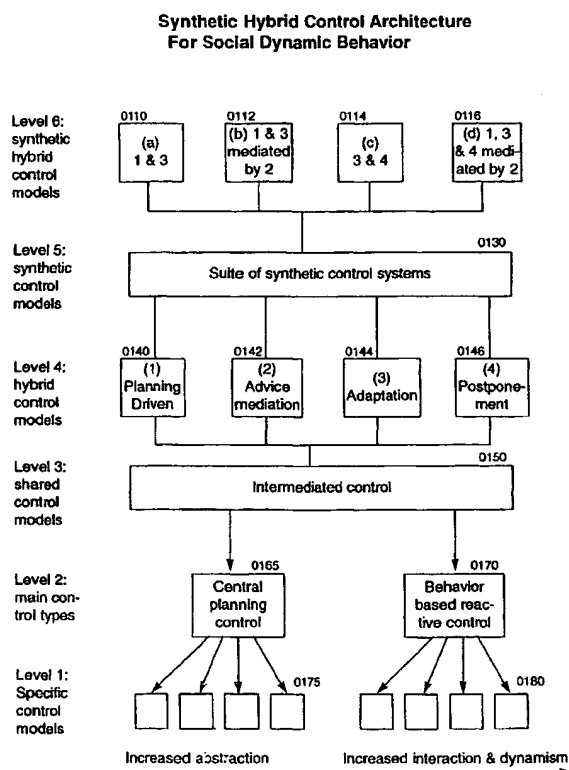 Synthetic Hybrid Control Architecture
For Social Dynamic Behavior
Level 6:
synthetic
hybrid
control
models
0110
(a)
1 & 3
0112
(b) 1 & 3
mediated
by 2
0114
(c)
3 & 4
0116
(d) 1, 3
& 4 med-
iated by 2
Level 5:
synthetic
control
models
0130
Suite of synthetic control systems
Level 4:
hybrid
control
models
0140
(1)
Planning
Driven
0142
(2)
Advice
mediation
0144
(3)
Adaptation
0146
(4)
Postpone-
ment
Level 3:
shared
control
models
0150
Intermediated control
Level 2:
main con-
trol types
0165
Central
planning
control
0170
Behavior
based reac-
tive control
Level 1:
Specific
control
models
0175
0180
Increased abstraction
Increased interaction & dynamism